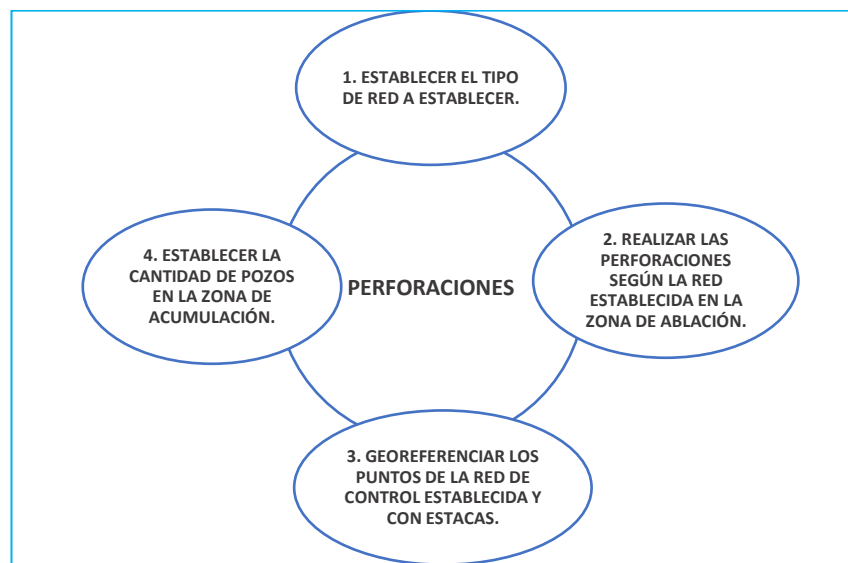 1. ESTABLECER EL TIPO
DE RED A ESTABLECER.
2. REALIZAR LAS
PERFORACIONES
SEGÚN LA RED
ESTABLECIDA EN LA
ZONA DE ABLACIÓN.
3. GEOREFERENCIAR LOS
PUNTOS DE LA RED DE
CONTROL ESTABLECIDA Y
CON ESTACAS.
4. ESTABLECER LA
CANTIDAD DE POZOS
EN LA ZONA DE
ACUMULACIÓN.
PERFORACIONES